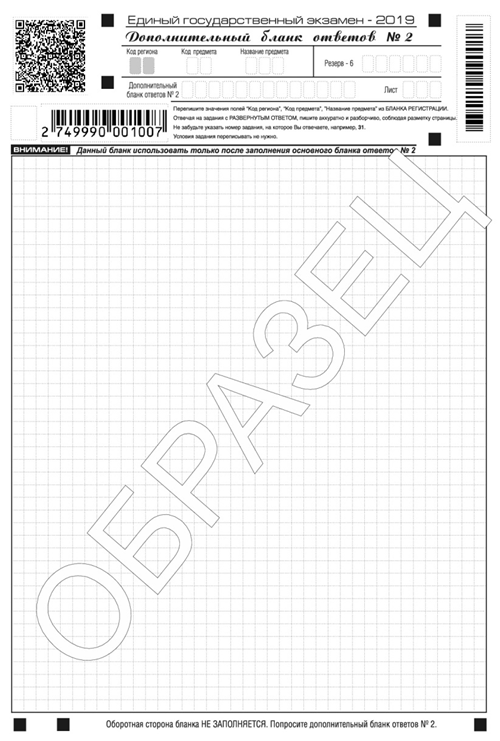 Единый государственный экзамен - 2019
Дополнительный бланк ответов № 2
Код региона Код предмета Название предмета
Резерв - 6
Дополнительный бланк ответов № 2
Лист
Перепишите значения полей "Код региона", "Код предмета", "Название предмета" из БЛАНКА РЕГИСТРАЦИИ.
Отвечая на задания с РАЗВЕРНУТЫМ ОТВЕТОМ, пишите аккуратно и разборчиво, соблюдая разметку страницы.
Не забудьте указать номер задания, на которое Вы отвечаете, например, 31.
Условия задания переписывать не нужно.
2 749990 001007
ВНИМАНИЕ! Данный бланк использовать только после заполнения основного бланка ответов № 2
ОБРАЗЕЦ
Оборотная сторона бланка НЕ ЗАПОЛНЯЕТСЯ. Попросите дополнительный бланк ответов № 2.